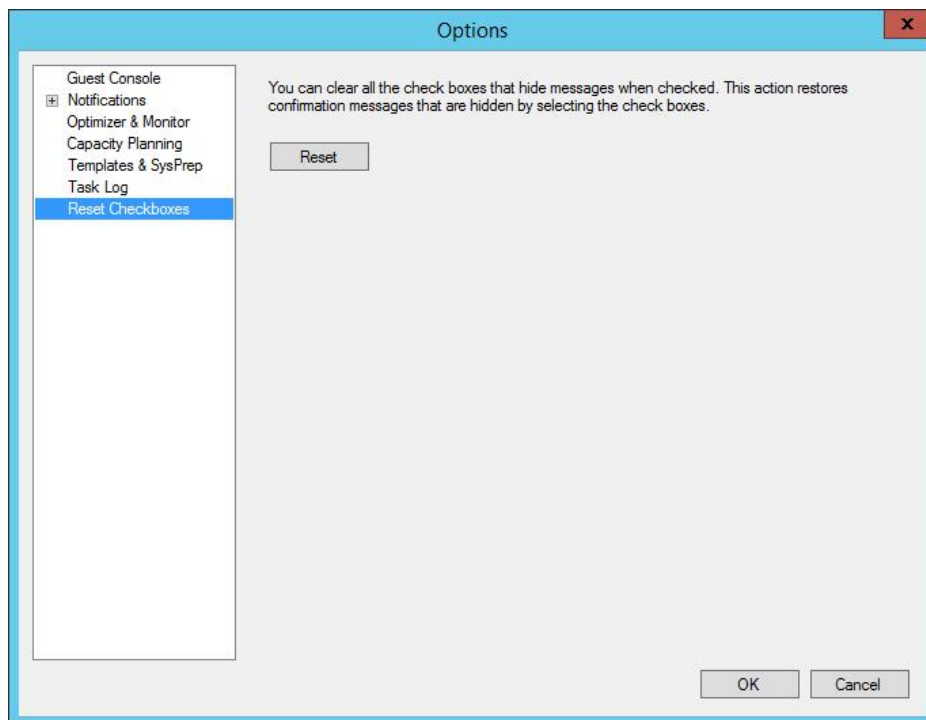 Options
x
Guest Console
Notifications
Optimizer & Monitor
Capacity Planning
Templates & SysPrep
Task Log
Reset Checkboxes
You can clear all the check boxes that hide messages when checked. This action restores
confirmation messages that are hidden by selecting the check boxes.
Reset
OK
Cancel